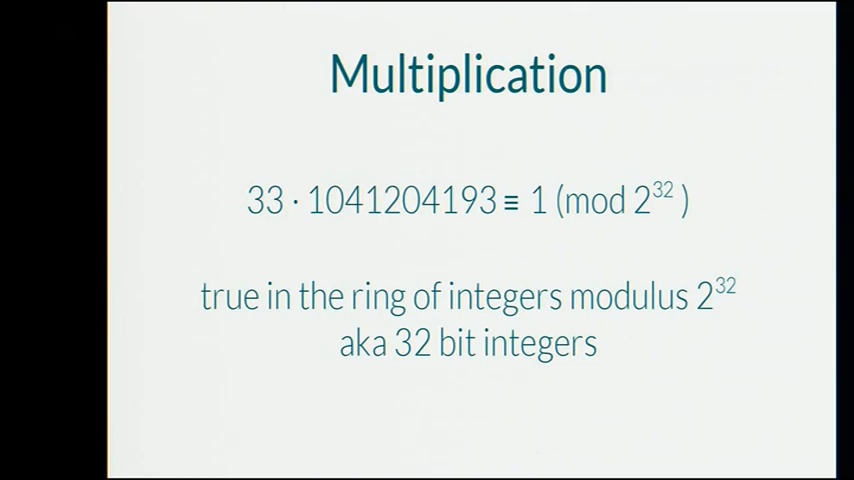 Multiplication
33 · 1041204193 ≡ 1 (mod 2³² )
true in the ring of integers modulus 2³²
aka 32 bit integers